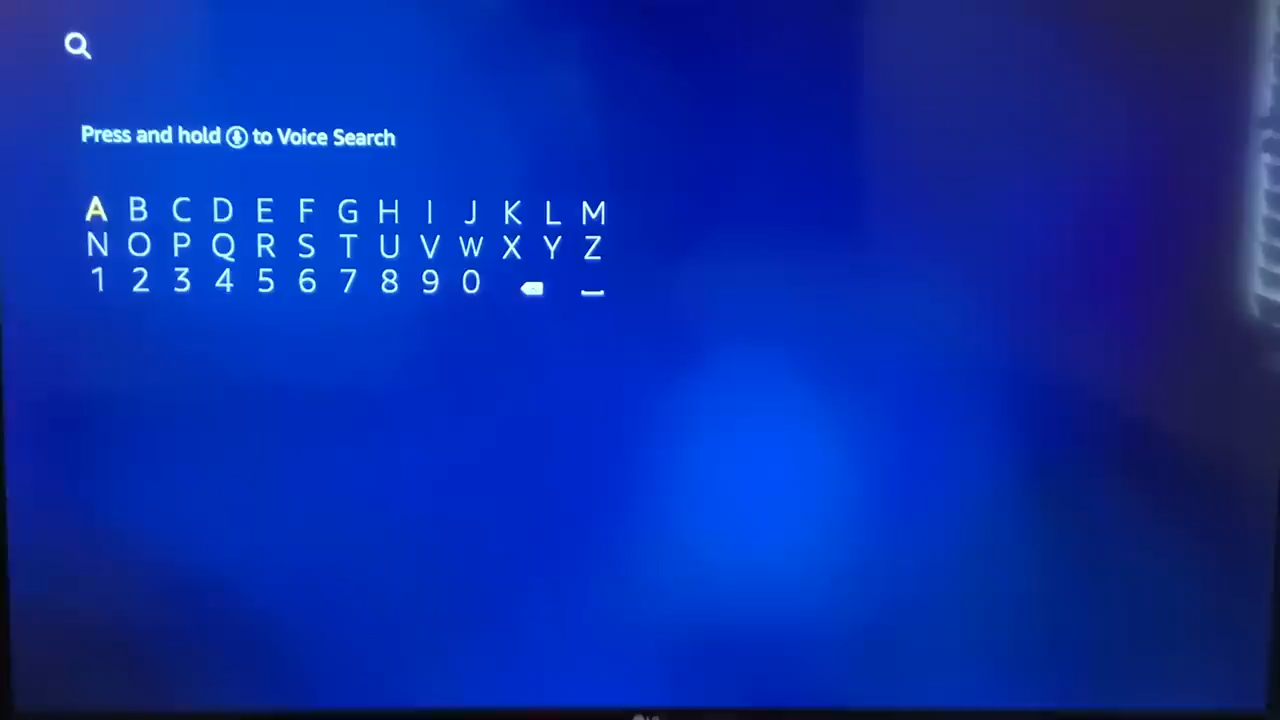 Press and hold to Voice Search
A B C D E F G H I J K L M
N O P Q R S T U V W X Y Z
1 2 3 4 5 6 7 8 9 0